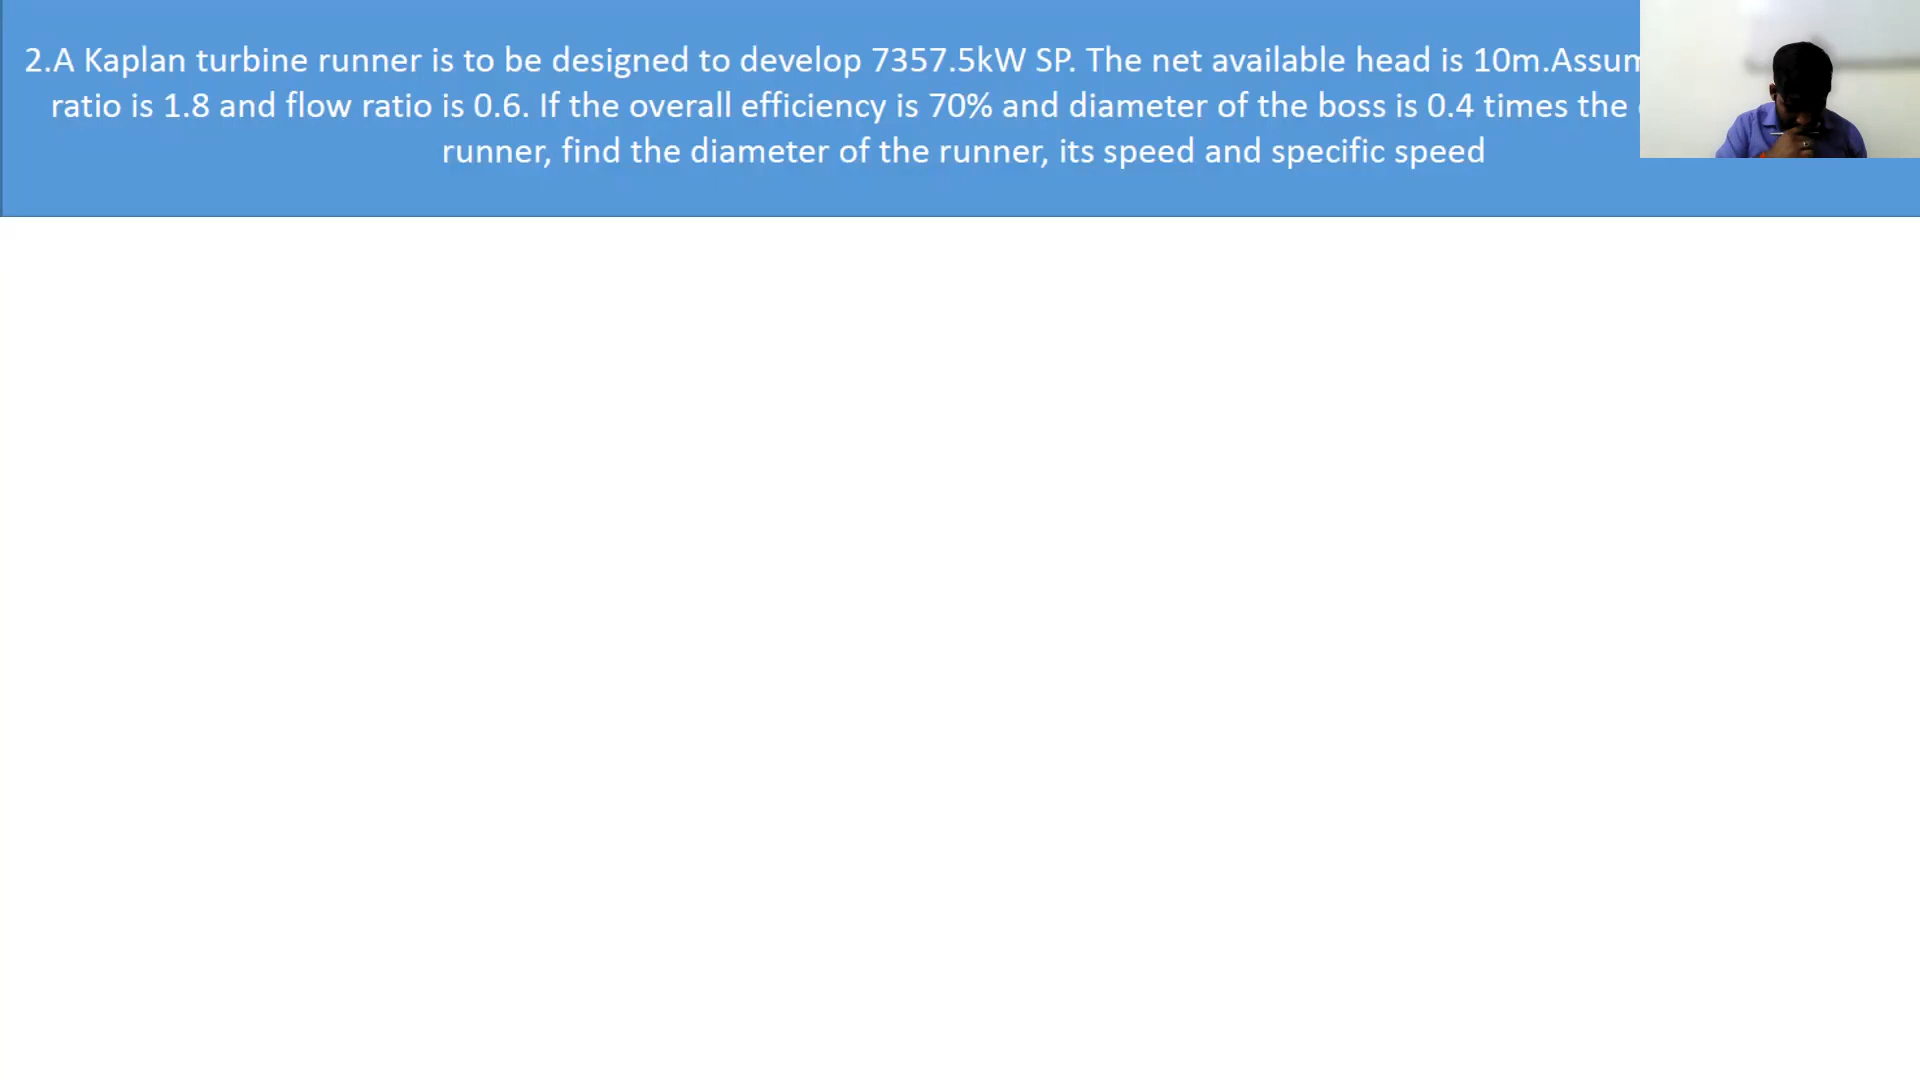 2.A Kaplan turbine runner is to be designed to develop 7357.5kW SP. The net available head is 10m.Assum
ratio is 1.8 and flow ratio is 0.6. If the overall efficiency is 70% and diameter of the boss is 0.4 times the
runner, find the diameter of the runner, its speed and specific speed